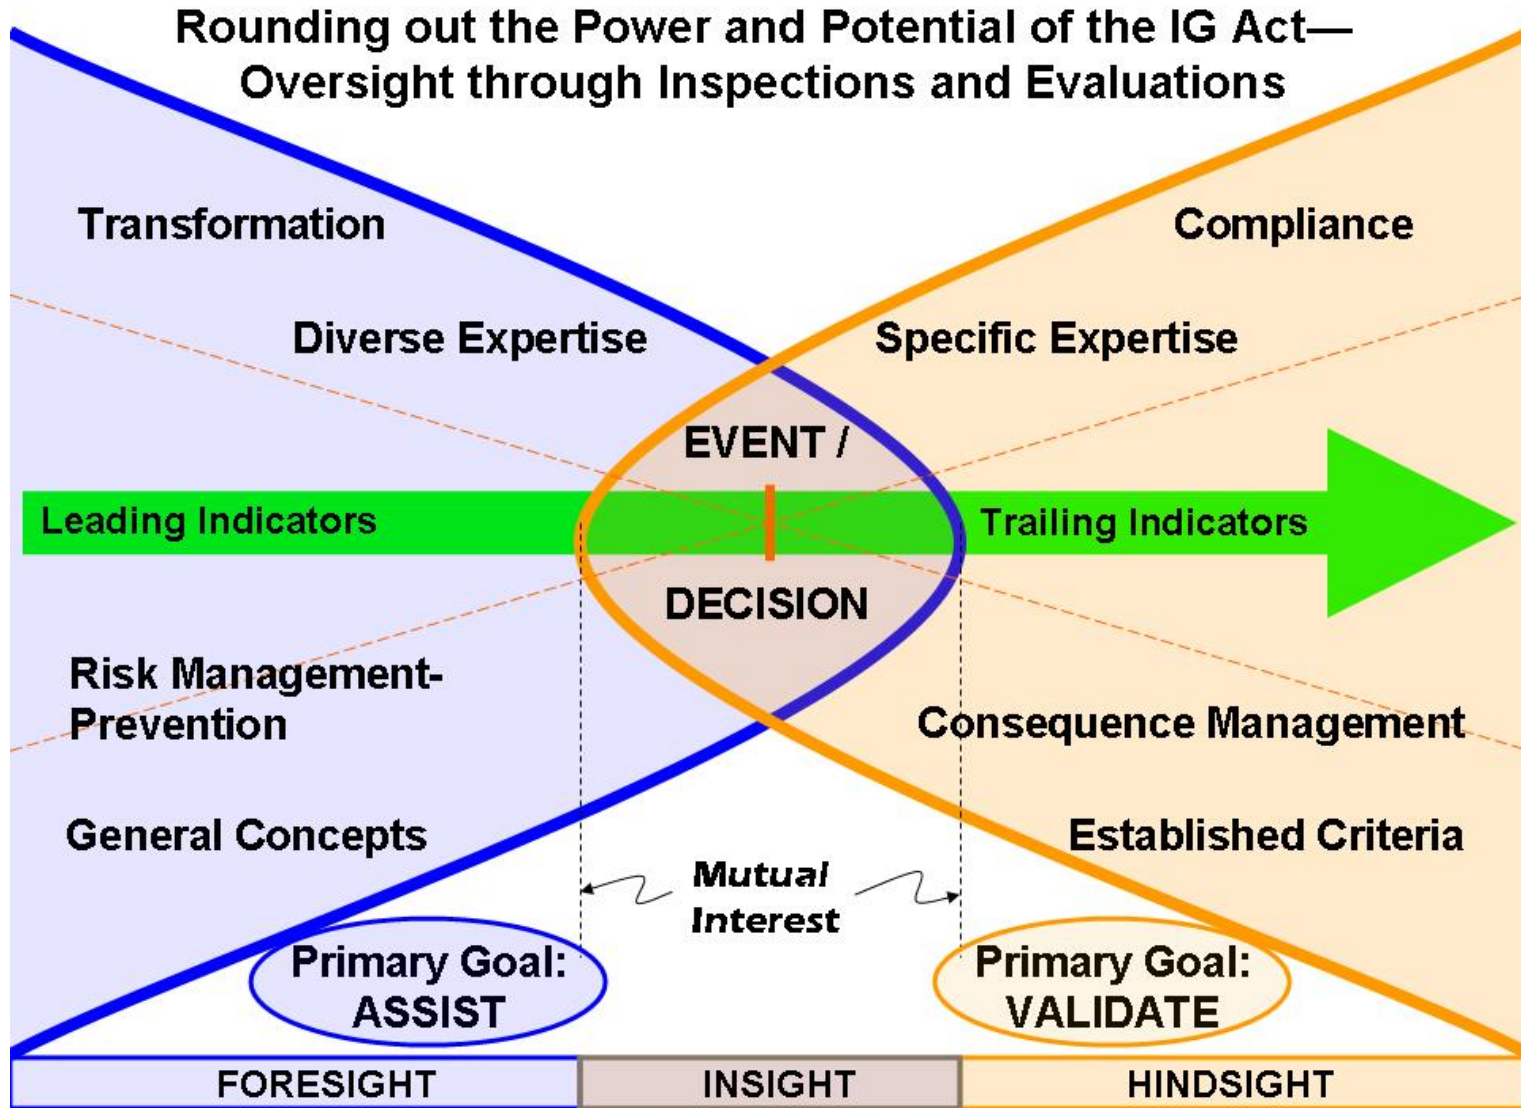 Rounding out the Power and Potential of the IG Act—
Oversight through Inspections and Evaluations
Transformation
Compliance
Diverse Expertise
Specific Expertise
EVENT /
Leading Indicators
Trailing Indicators
DECISION
Risk Management-
Prevention
Consequence Management
General Concepts
Established Criteria
Mutual
Interest
Primary Goal:
ASSIST
Primary Goal:
VALIDATE
FORESIGHT
INSIGHT
HINDSIGHT